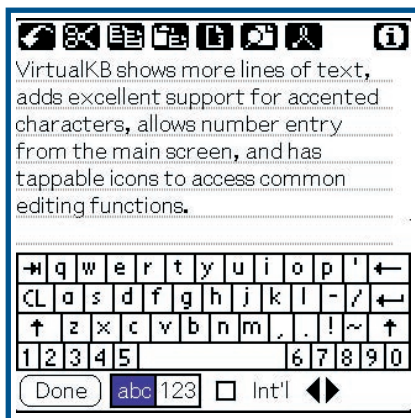 VirtualKB shows more lines of text,
adds excellent support for accented
characters, allows number entry
from the main screen, and has
tappable icons to access common
editing functions.
q w e r t y u i o p '
CL a s d f g h j k l - /
z x c v b n m , . ! ~
1 2 3 4 5 6 7 8 9 0
Done abc 123 Int'l